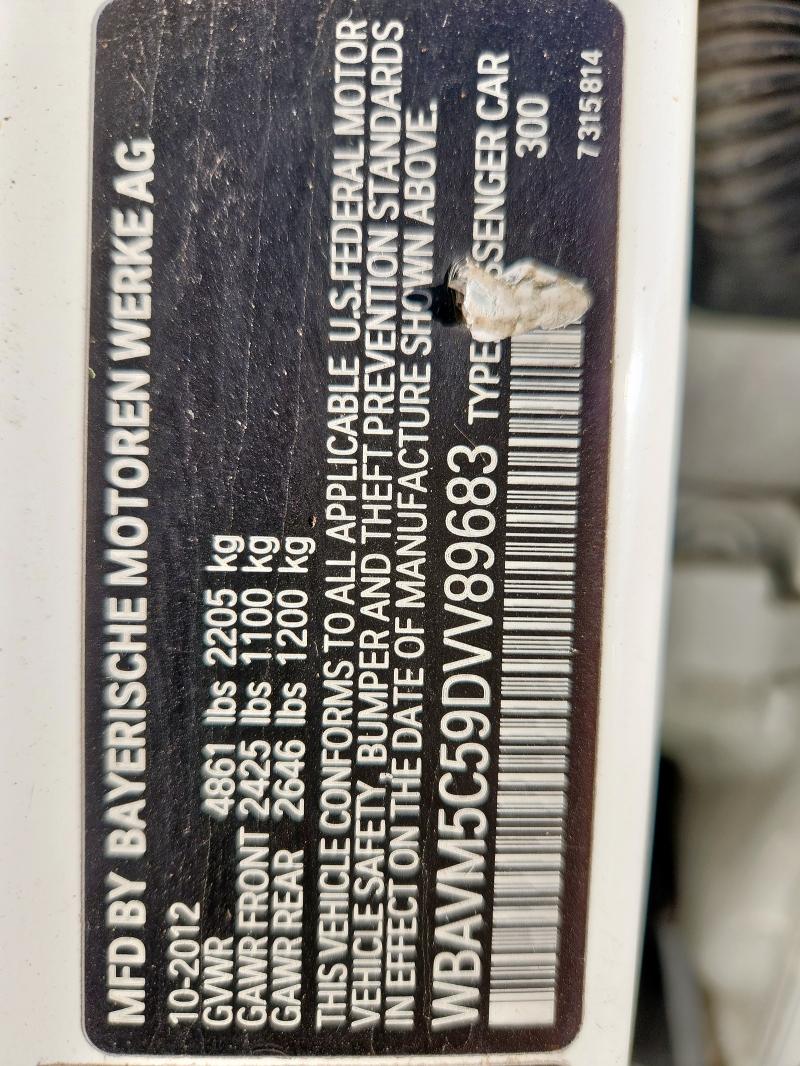 MFD BY BAYERISCHE MOTOREN WERKE AG
10-2012
GVWR 4861 lbs 2205 kg
GAWR FRONT 2425 lbs 1100 kg
GAWR REAR 2646 lbs 1200 kg
THIS VEHICLE CONFORMS TO ALL APPLICABLE U.S.FEDERAL MOTOR
VEHICLE SAFETY, BUMPER AND THEFT PREVENTION STANDARDS
IN EFFECT ON THE DATE OF MANUFACTURE SHOWN ABOVE.
WBAVM5C59DVV89683 TYPE SSENGER CAR
300
7315814